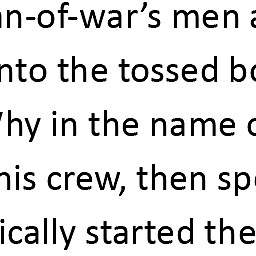 an-of-war’s men a
nto the tossed bo
Why in the name o
his crew, then spe
ically started the